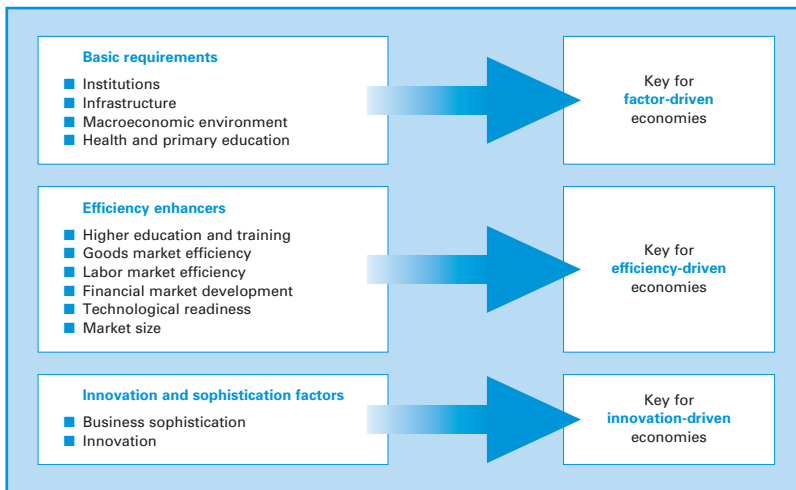 Basic requirements
Institutions
Infrastructure
Macroeconomic environment
Health and primary education
Key for
factor-driven
economies
Efficiency enhancers
Higher education and training
Goods market efficiency
Labor market efficiency
Financial market development
Technological readiness
Market size
Key for
efficiency-driven
economies
Innovation and sophistication factors
Business sophistication
Innovation
Key for
innovation-driven
economies